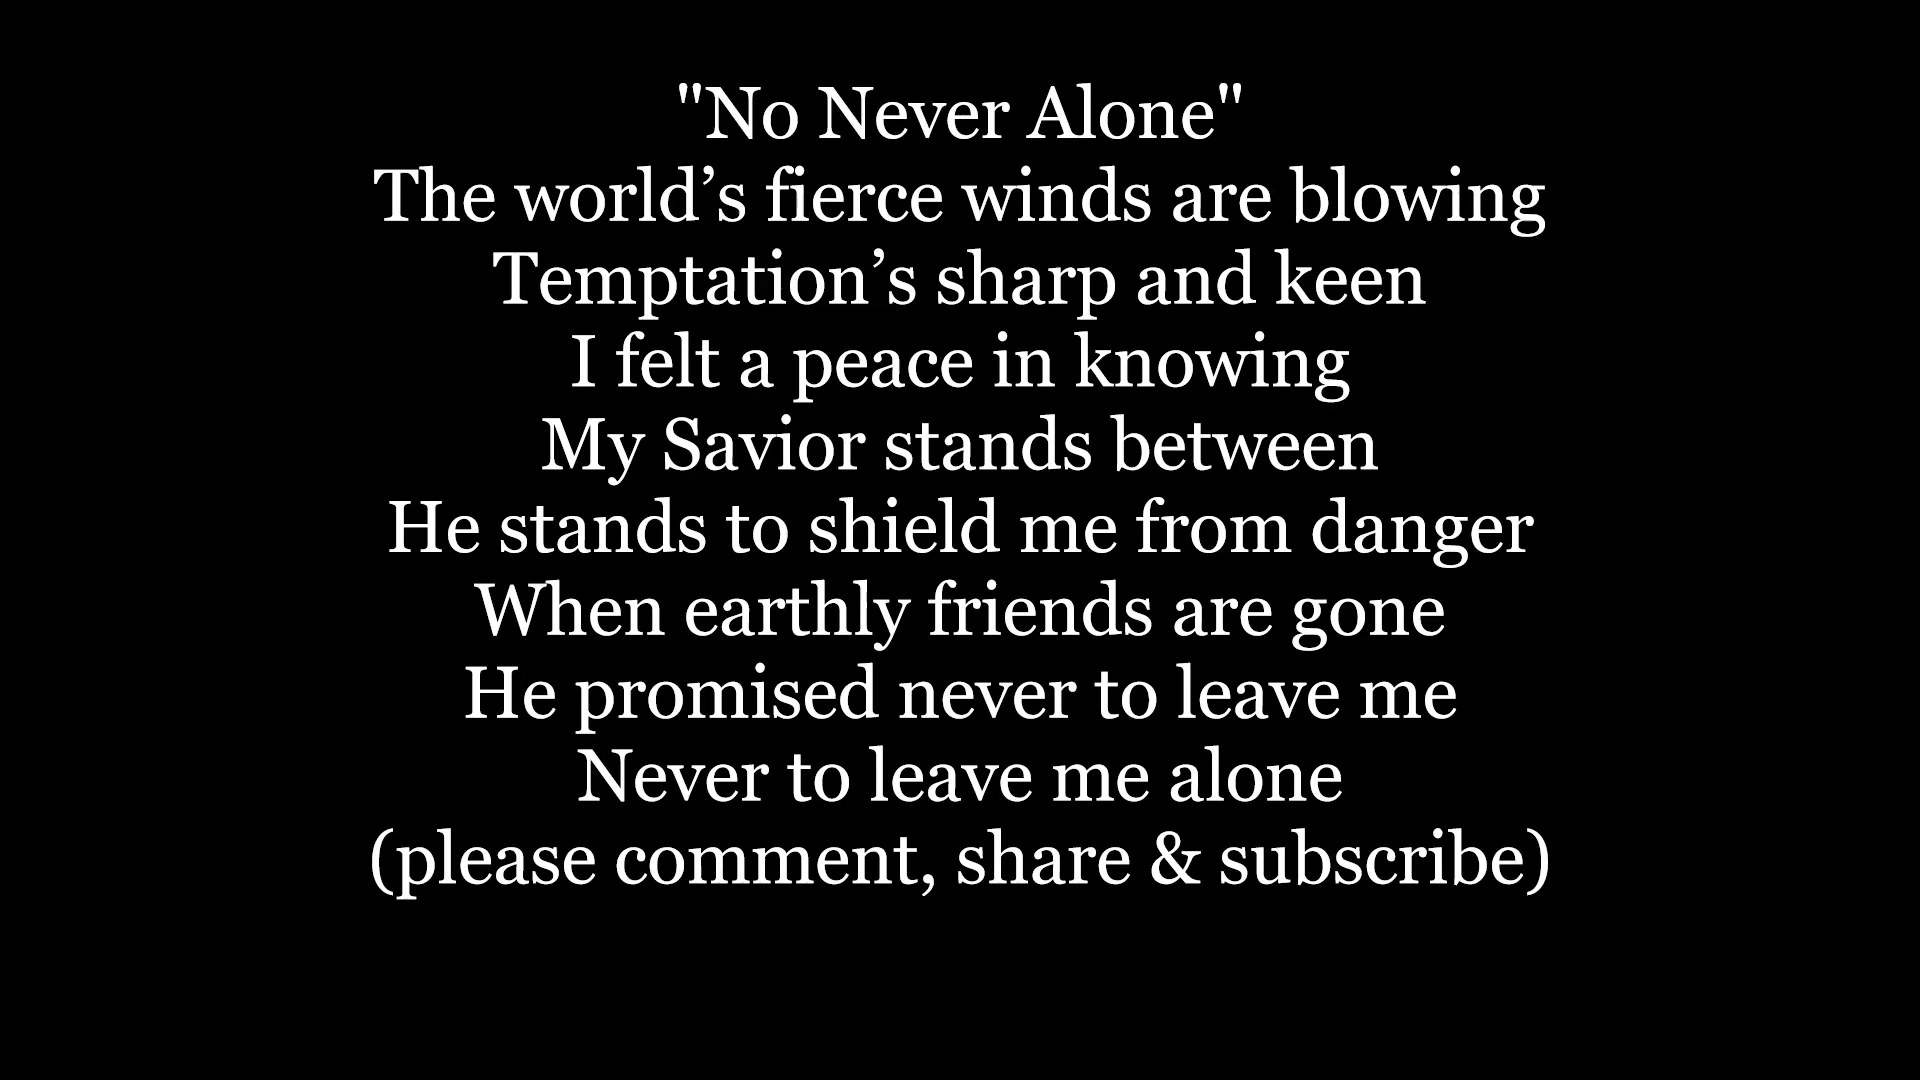 "No Never Alone"
The world’s fierce winds are blowing
Temptation’s sharp and keen
I felt a peace in knowing
My Savior stands between
He stands to shield me from danger
When earthly friends are gone
He promised never to leave me
Never to leave me alone
(please comment, share & subscribe)